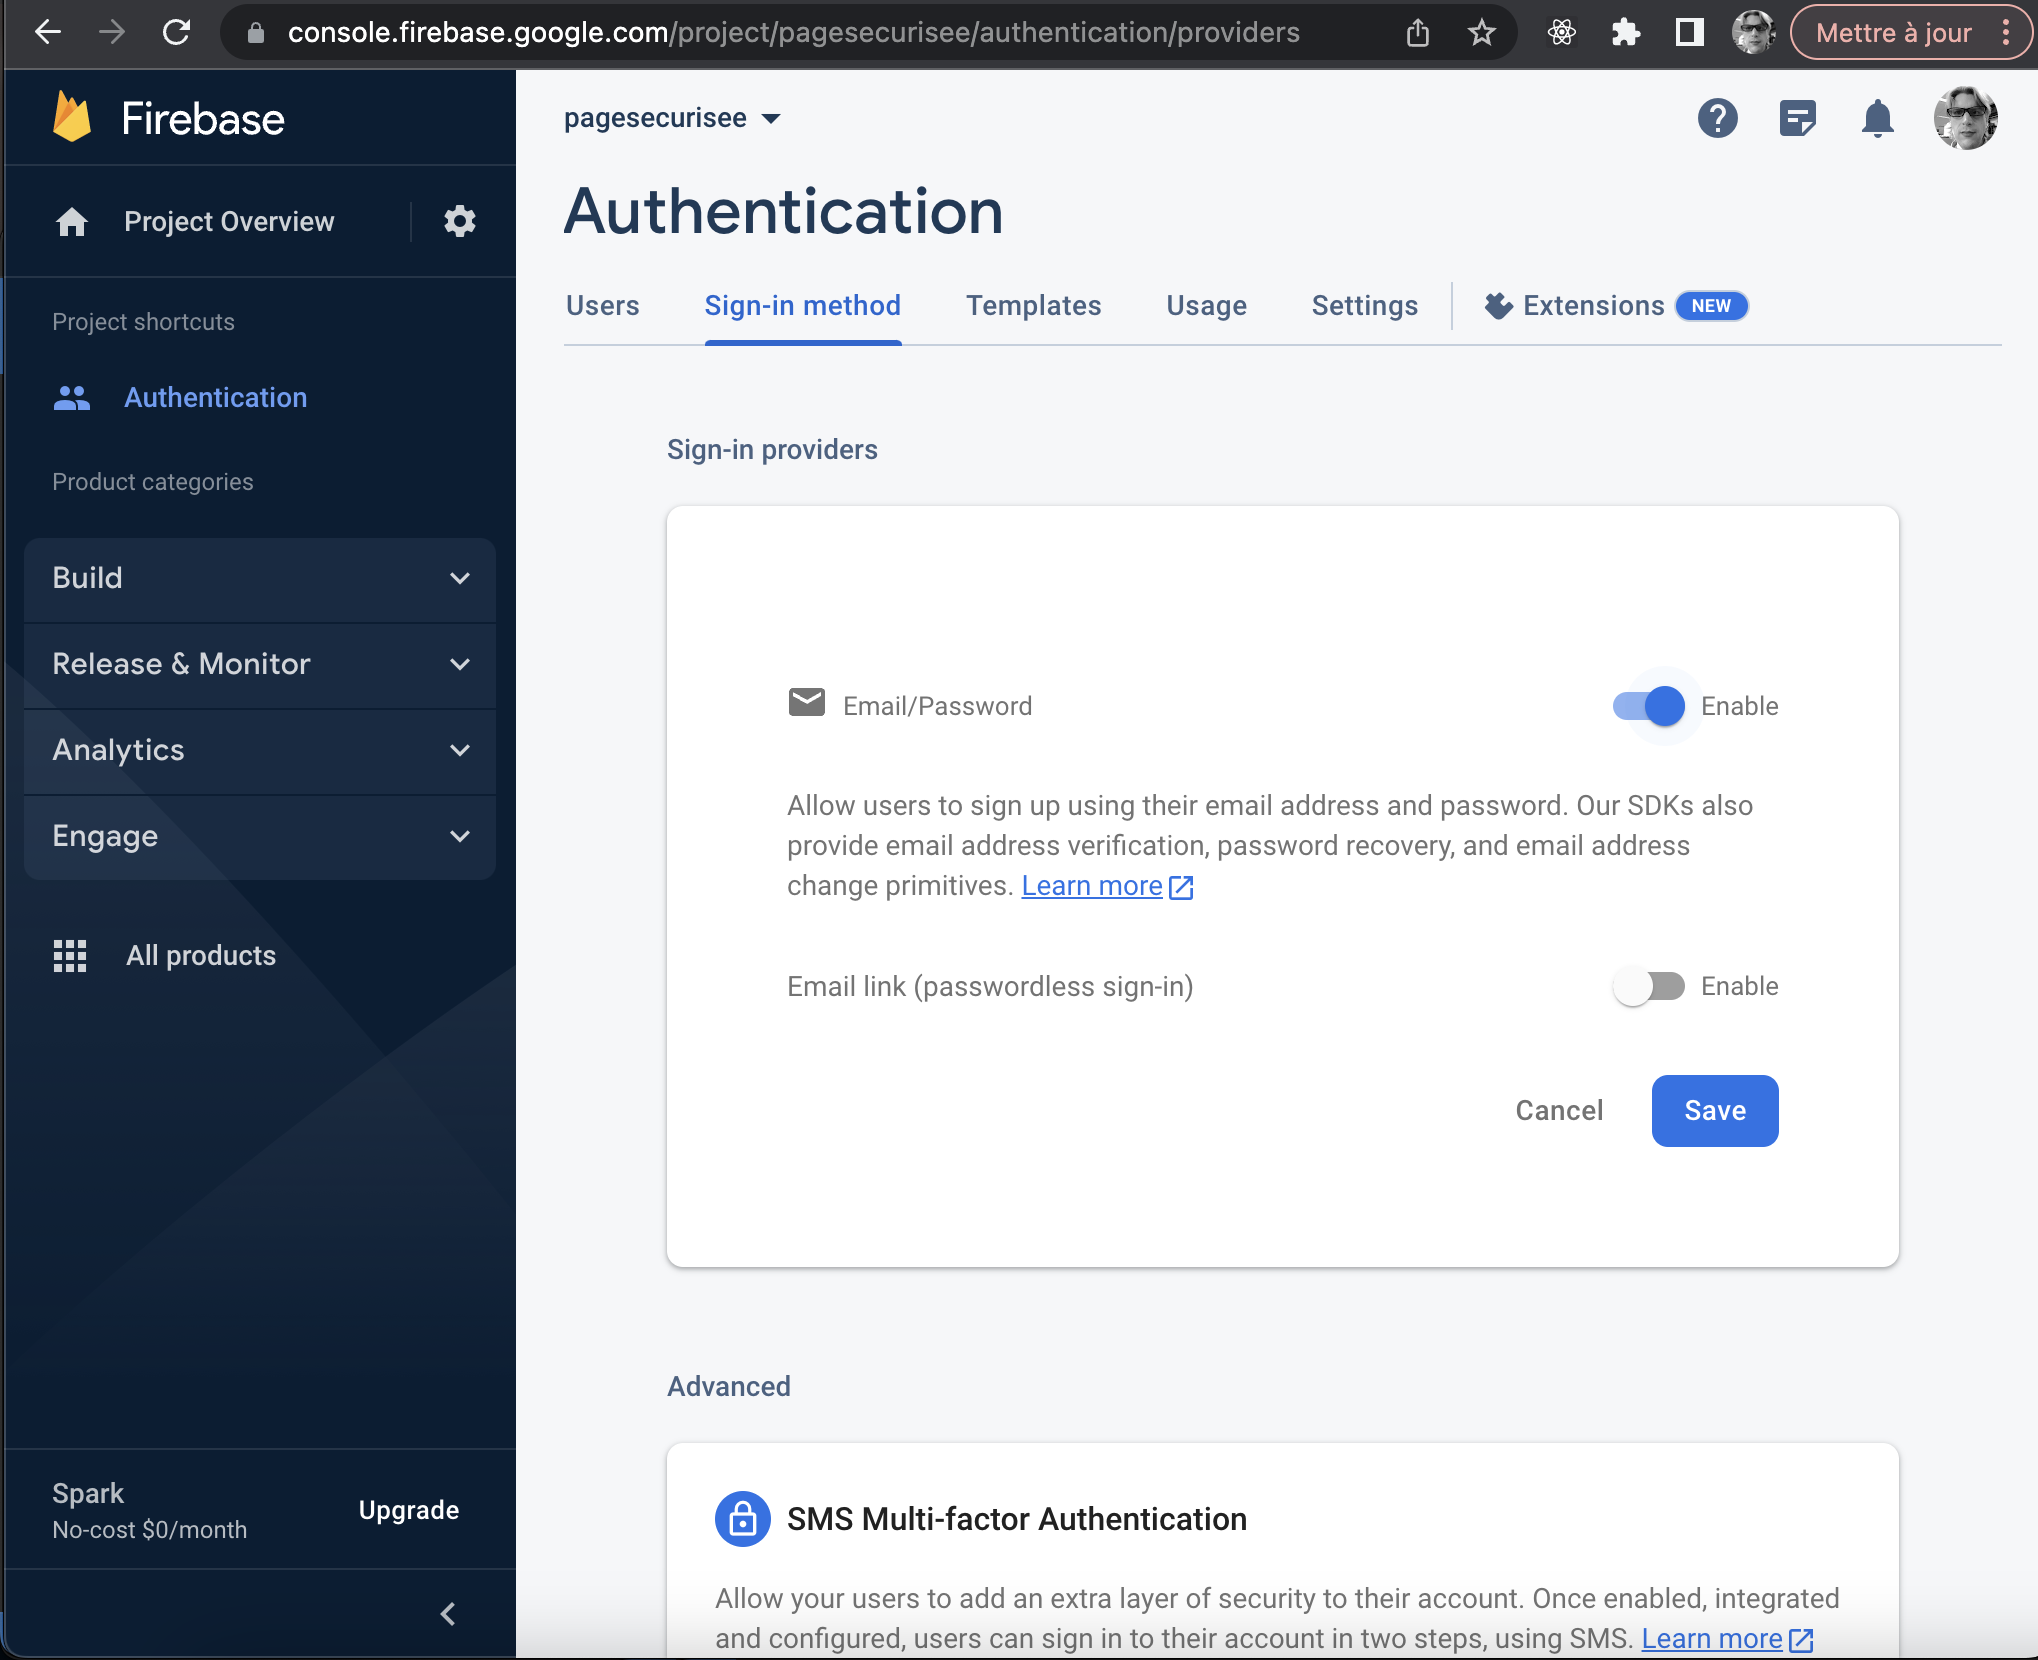 console.firebase.google.com/project/pagesecurisee/authentication/providers
Mettre à jour
Firebase
Project Overview
Project shortcuts
Authentication
Product categories
Build
Release & Monitor
Analytics
Engage
All products
Spark
No-cost $0/month
Upgrade
pagesecurisee
Authentication
Users
Sign-in method
Templates
Usage
Settings
Extensions NEW
Sign-in providers
Email/Password
Enable
Allow users to sign up using their email address and password. Our SDKs also
provide email address verification, password recovery, and email address
change primitives. Learn more
Email link (passwordless sign-in)
Enable
Cancel
Save
Advanced
SMS Multi-factor Authentication
Allow your users to add an extra layer of security to their account. Once enabled, integrated
and configured, users can sign in to their account in two steps, using SMS. Learn more